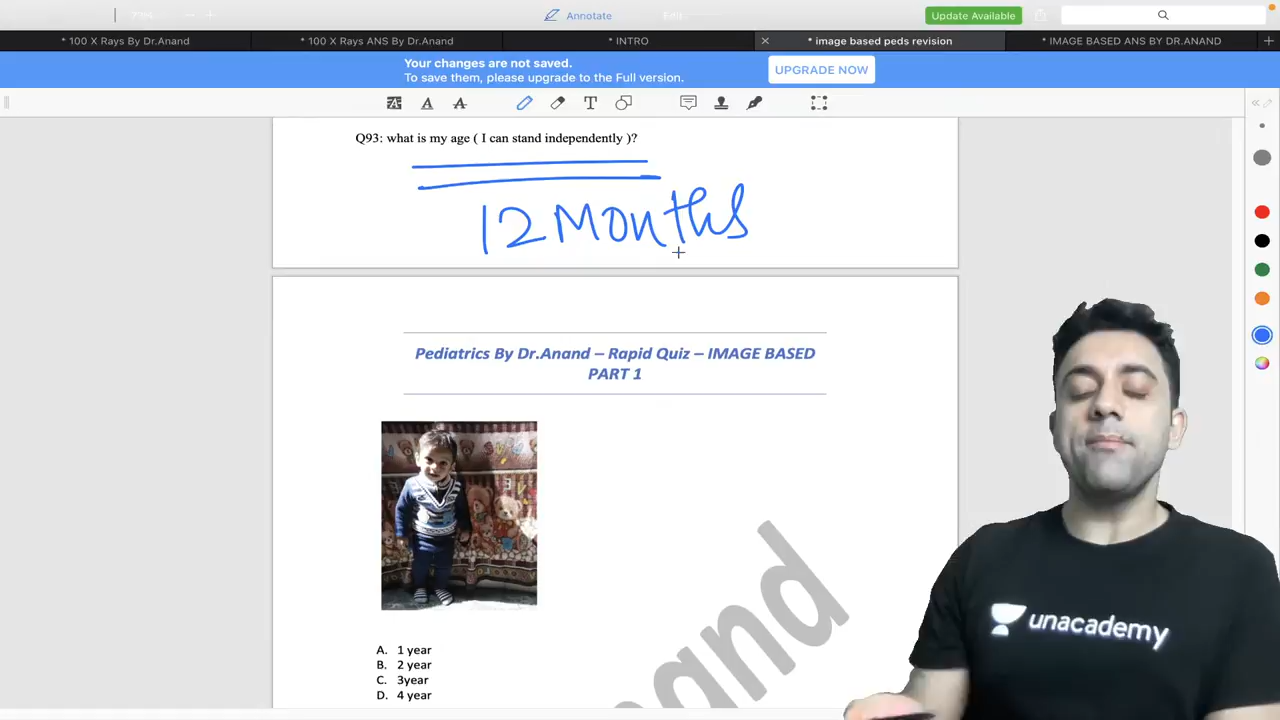 Annotate
Edit
Update Available
* 100 X Rays By Dr.Anand
* 100 X Rays ANS By Dr.Anand
* INTRO
* image based peds revision
* IMAGE BASED ANS BY DR.ANAND
Your changes are not saved.
To save them, please upgrade to the Full version.
UPGRADE NOW
Q93: what is my age ( I can stand independently )?
12 Months
Pediatrics By Dr.Anand – Rapid Quiz – IMAGE BASED
PART 1
A. 1 year
B. 2 year
C. 3year
D. 4 year
and
unacademy